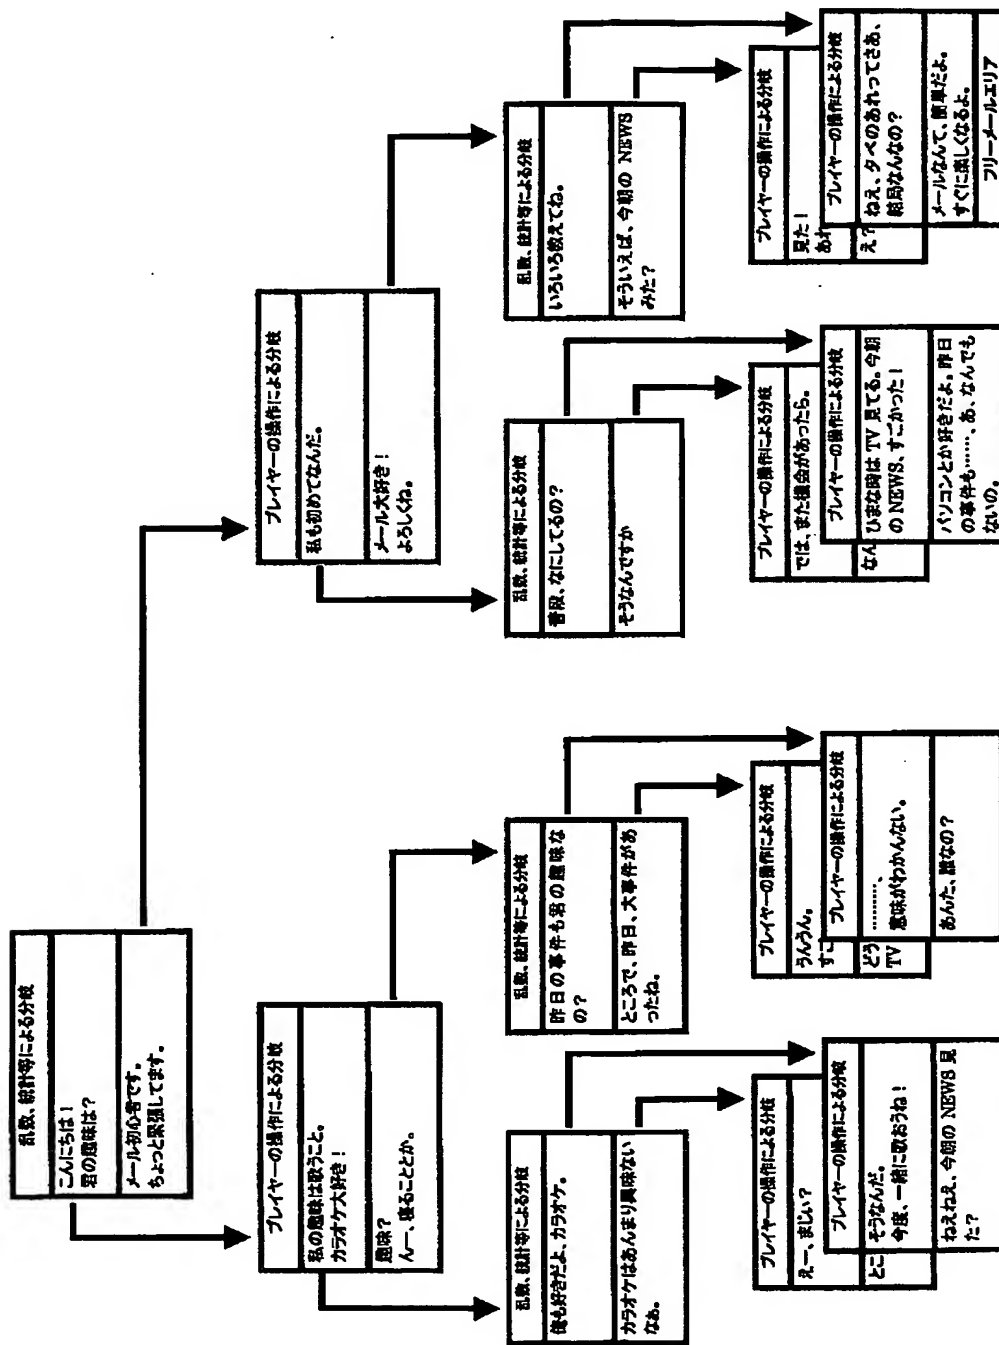 乱数、統計等による分岐
こんにちは！
君の趣味は？
メール初心者です。
ちょっと緊張してます。
プレイヤーの操作による分岐
私の趣味は歌うこと。
カラオケ大好き！
趣味？
んー、寝ることか。
プレイヤーの操作による分岐
私も初めてなんだ。
メール大好き！
よろしくね。
乱数、統計等による分岐
俺も好きだよ、カラオケ。
カラオケはあんまり興味ない
なぁ。
乱数、統計等による分岐
昨日の事件も君の趣味な
の？
ところで、昨日、大事件があ
ったね。
乱数、統計等による分岐
普段、なにしてるの？
そうなんですか
乱数、統計等による分岐
いろいろ教えてね。
そういえば、今朝の NEWS
みた？
プレイヤーの操作による分岐
えー、まじい？
とこ
プレイヤーの操作による分岐
そうなんだ。
今度、一緒に歌おうね！
ねえねえ、今朝の NEWS 見
た？
プレイヤーの操作による分岐
うんうん。
すご
どう
TV
プレイヤーの操作による分岐
…………、
意味がわかんない。
あんた、誰なの？
プレイヤーの操作による分岐
では、また機会があったら。
なん
プレイヤーの操作による分岐
ひまな時は TV 見てる。今朝
の NEWS、すごかった！
パソコンとか好きだよ。昨日
の事件も……、あ、なんでも
ないの。
プレイヤーの操作による分岐
見た！
あれ
え？
プレイヤーの操作による分岐
ねえ、夕べのあれってさあ、
結局なんなの？
メールなんて、簡単だよ。
すぐに楽しくなるよ。
フリーメールエリア